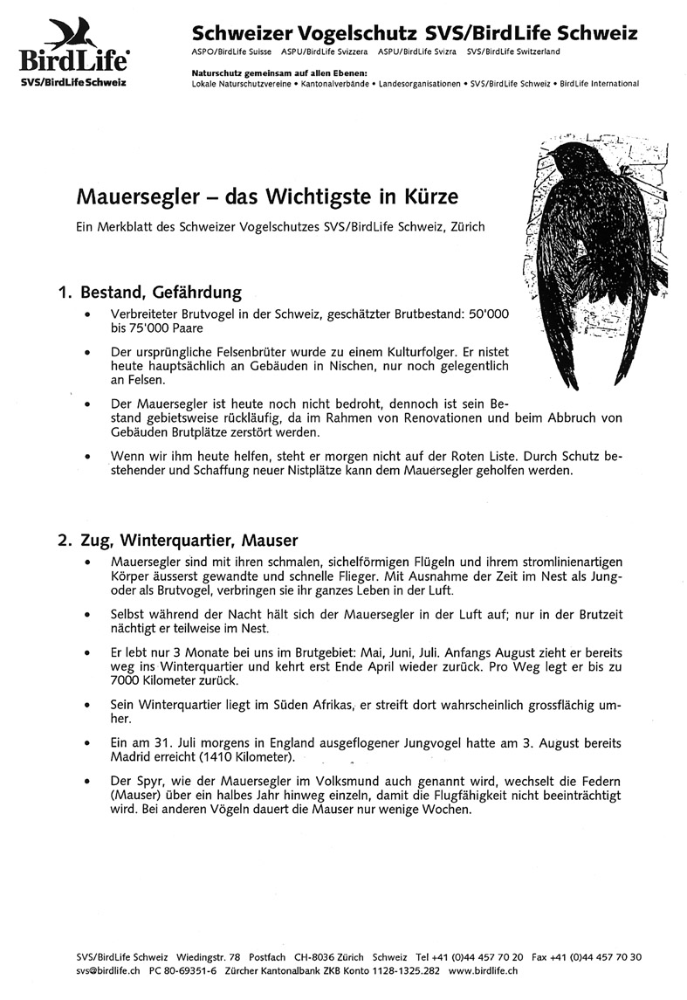 BirdLife®
SVS/BirdLife Schweiz
Schweizer Vogelschutz SVS/BirdLife Schweiz
ASPO/BirdLife Suisse ASPU/BirdLife Svizzera ASPU/BirdLife Svizra SVS/BirdLife Switzerland
Naturschutz gemeinsam auf allen Ebenen:
Lokale Naturschutzvereine • Kantonalverbände • Landesorganisationen • SVS/BirdLife Schweiz • BirdLife International
Mauersegler – das Wichtigste in Kürze
Ein Merkblatt des Schweizer Vogelschutzes SVS/BirdLife Schweiz, Zürich
1. Bestand, Gefährdung
• Verbreiteter Brutvogel in der Schweiz, geschätzter Brutbestand: 50'000
bis 75'000 Paare
• Der ursprüngliche Felsenbrüter wurde zu einem Kulturfolger. Er nistet
heute hauptsächlich an Gebäuden in Nischen, nur noch gelegentlich
an Felsen.
• Der Mauersegler ist heute noch nicht bedroht, dennoch ist sein Be-
stand gebietsweise rückläufig, da im Rahmen von Renovationen und beim Abbruch von
Gebäuden Brutplätze zerstört werden.
• Wenn wir ihm heute helfen, steht er morgen nicht auf der Roten Liste. Durch Schutz be-
stehender und Schaffung neuer Nistplätze kann dem Mauersegler geholfen werden.
2. Zug, Winterquartier, Mauser
• Mauersegler sind mit ihren schmalen, sichelförmigen Flügeln und ihrem stromlinienartigen
Körper äusserst gewandte und schnelle Flieger. Mit Ausnahme der Zeit im Nest als Jung-
oder als Brutvogel, verbringen sie ihr ganzes Leben in der Luft.
• Selbst während der Nacht hält sich der Mauersegler in der Luft auf; nur in der Brutzeit
nächtigt er teilweise im Nest.
• Er lebt nur 3 Monate bei uns im Brutgebiet: Mai, Juni, Juli. Anfangs August zieht er bereits
weg ins Winterquartier und kehrt erst Ende April wieder zurück. Pro Weg legt er bis zu
7000 Kilometer zurück.
• Sein Winterquartier liegt im Süden Afrikas, er streift dort wahrscheinlich grossflächig um-
her.
• Ein am 31. Juli morgens in England ausgeflogener Jungvogel hatte am 3. August bereits
Madrid erreicht (1410 Kilometer).
• Der Spyr, wie der Mauersegler im Volksmund auch genannt wird, wechselt die Federn
(Mauser) über ein halbes Jahr hinweg einzeln, damit die Flugfähigkeit nicht beeinträchtigt
wird. Bei anderen Vögeln dauert die Mauser nur wenige Wochen.
SVS/BirdLife Schweiz Wiedingstr. 78 Postfach CH-8036 Zürich Schweiz Tel +41 (0)44 457 70 20 Fax +41 (0)44 457 70 30
svs@birdlife.ch PC 80-69351-6 Zürcher Kantonalbank ZKB Konto 1128-1325.282 www.birdlife.ch